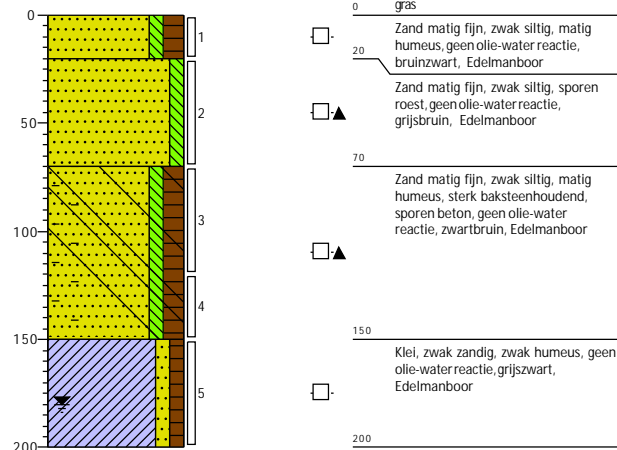 0
50
100
150
200
1
2
3
4
5
0
gras
Zand matig fijn, zwak siltig, matig
humeus, geen olie-water reactie,
bruinzwart, Edelmanboor
20
Zand matig fijn, zwak siltig, sporen
roest, geen olie-water reactie,
grijsbruin, Edelmanboor
70
Zand matig fijn, zwak siltig, matig
humeus, sterk baksteenhoudend,
sporen beton, geen olie-water
reactie, zwartbruin, Edelmanboor
150
Klei, zwak zandig, zwak humeus, geen
olie-water reactie, grijszwart,
Edelmanboor
200